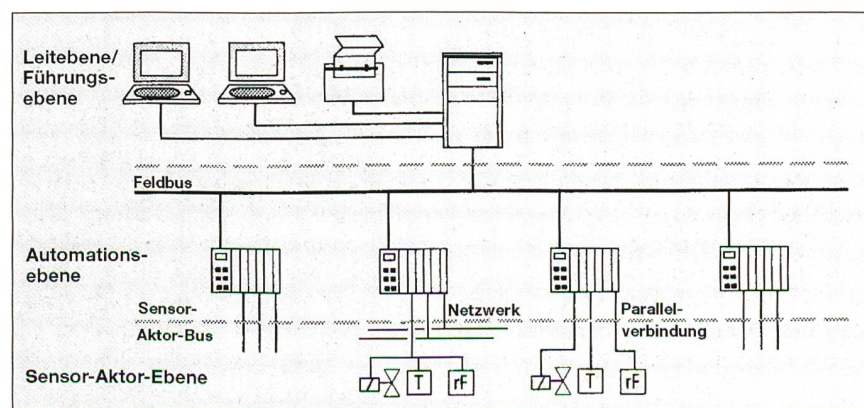 Leitebene/
Führungs-
ebene
Feldbus
Automations-
ebene
Sensor-
Aktor-Bus
Netzwerk
Parallel-
verbindung
Sensor-Aktor-Ebene
T
rF
T
rF